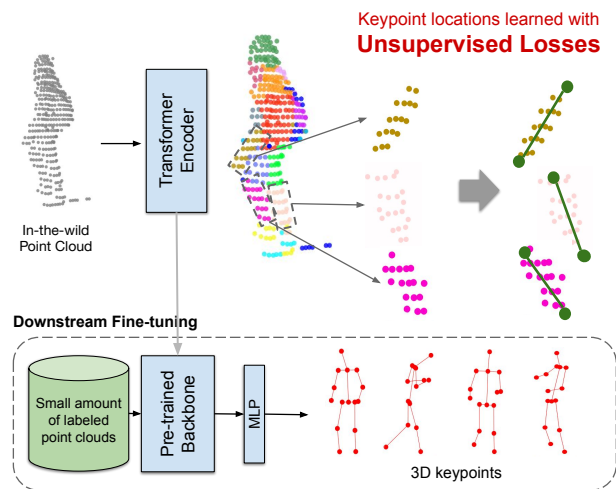 Keypoint locations learned with
Unsupervised Losses
Transformer
Encoder
In-the-wild
Point Cloud
Downstream Fine-tuning
Small amount
of labeled
point clouds
Pre-trained
Backbone
MLP
3D keypoints